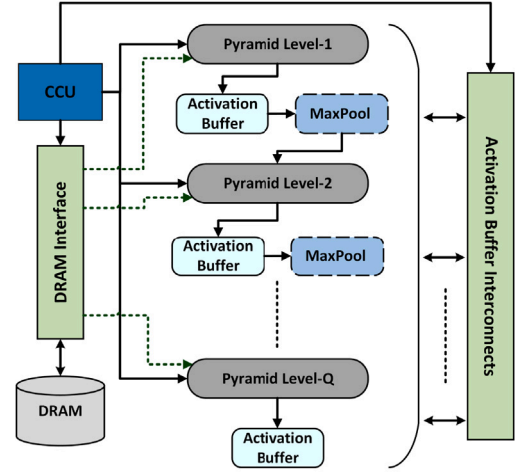 Pyramid Level-1
CCU
Activation
Buffer
MaxPool
Pyramid Level-2
DRAM Interface
Activation
Buffer
MaxPool
Activation Buffer Interconnects
Pyramid Level-Q
DRAM
Activation
Buffer